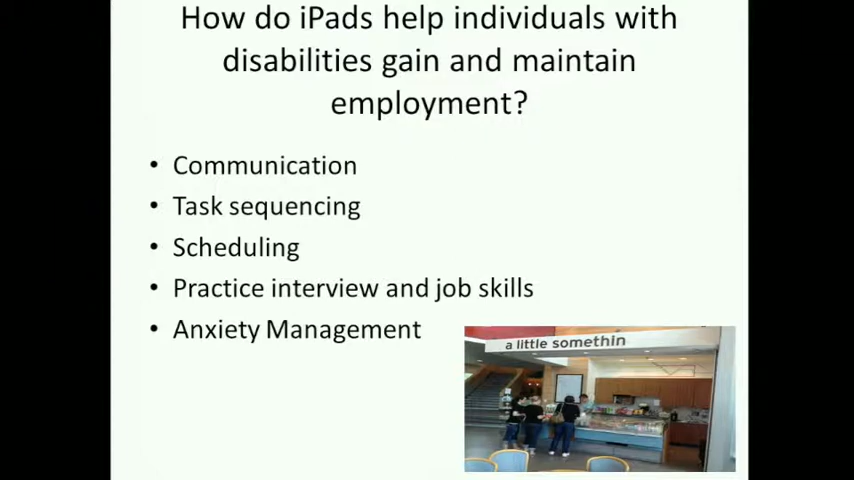 How do iPads help individuals with
disabilities gain and maintain
employment?
• Communication
• Task sequencing
• Scheduling
• Practice interview and job skills
• Anxiety Management
a little somethin